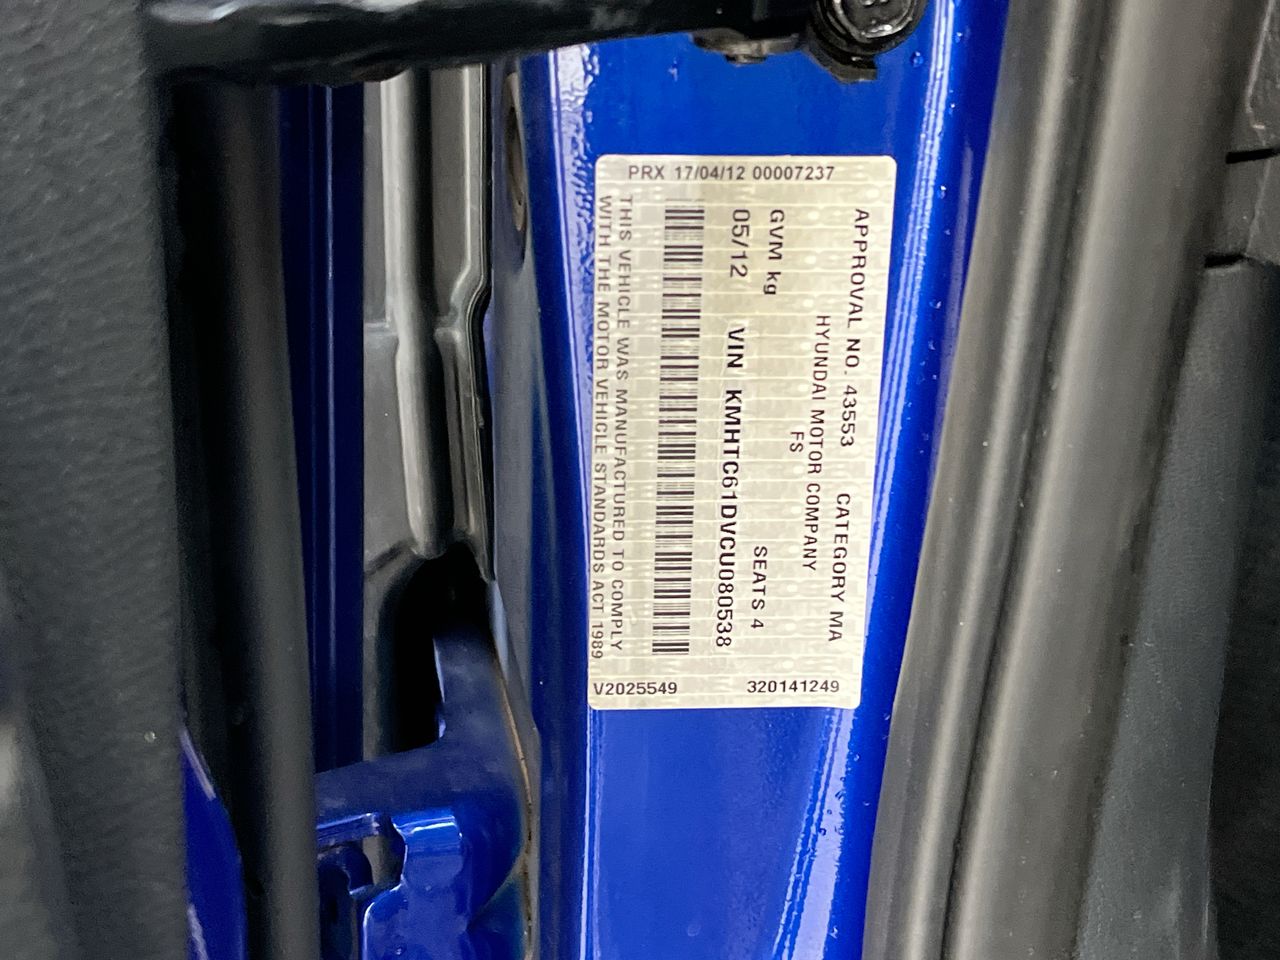 PRX 17/04/12 00007237
APPROVAL NO. 43553 CATEGORY MA
HYUNDAI MOTOR COMPANY
FS
GVM kg SEATS 4
05/12 VIN KMHTC61DVCU080538
THIS VEHICLE WAS MANUFACTURED TO COMPLY
WITH THE MOTOR VEHICLE STANDARDS ACT 1989
V2025549 320141249